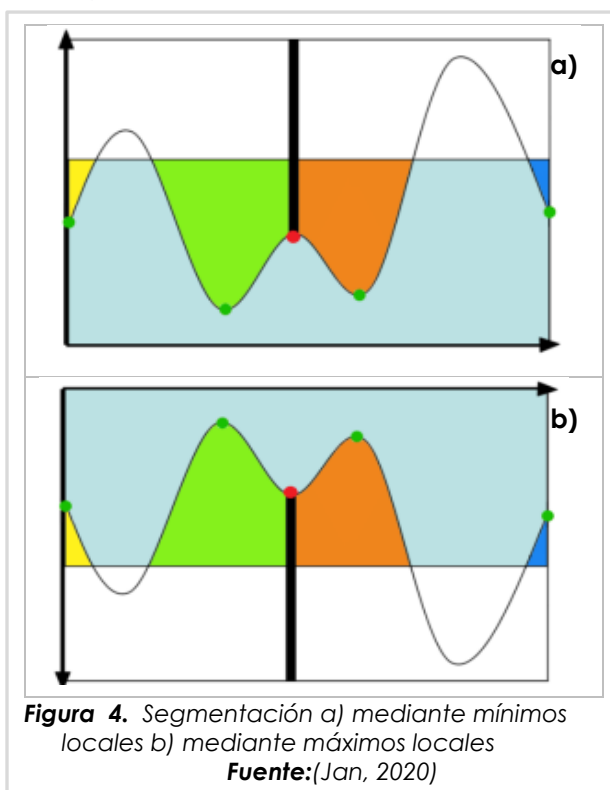 a)
b)
Figura 4. Segmentación a) mediante mínimos
locales b) mediante máximos locales
Fuente:(Jan, 2020)